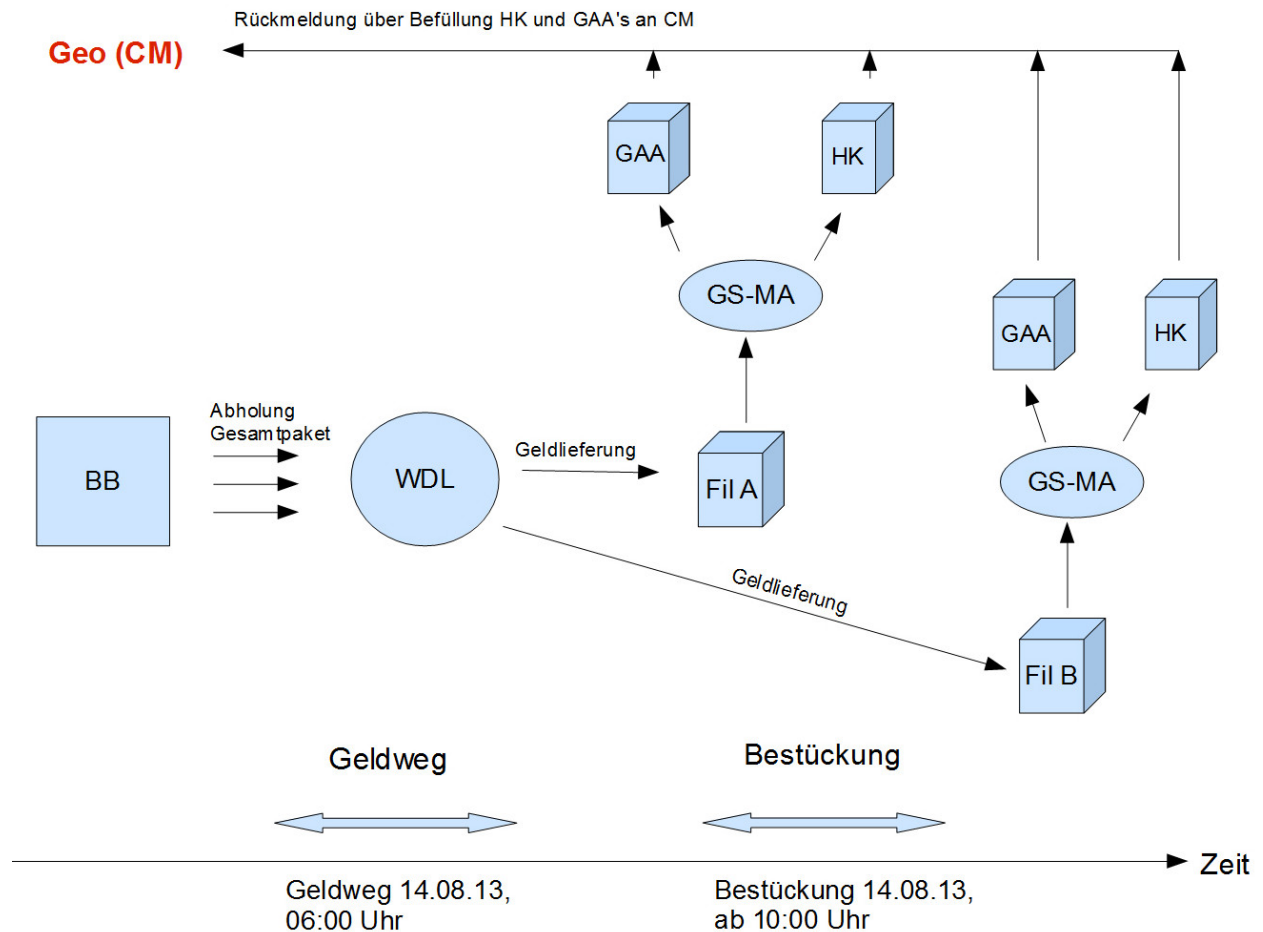 Rückmeldung über Befüllung HK und GAA's an CM
Geo (CM)
GAA
HK
GS-MA
GAA
HK
Abholung
Gesamtpaket
BB
WDL
Geldlieferung
Fil A
GS-MA
Geldlieferung
Fil B
Geldweg
Bestückung
Zeit
Geldweg 14.08.13,
06:00 Uhr
Bestückung 14.08.13,
ab 10:00 Uhr